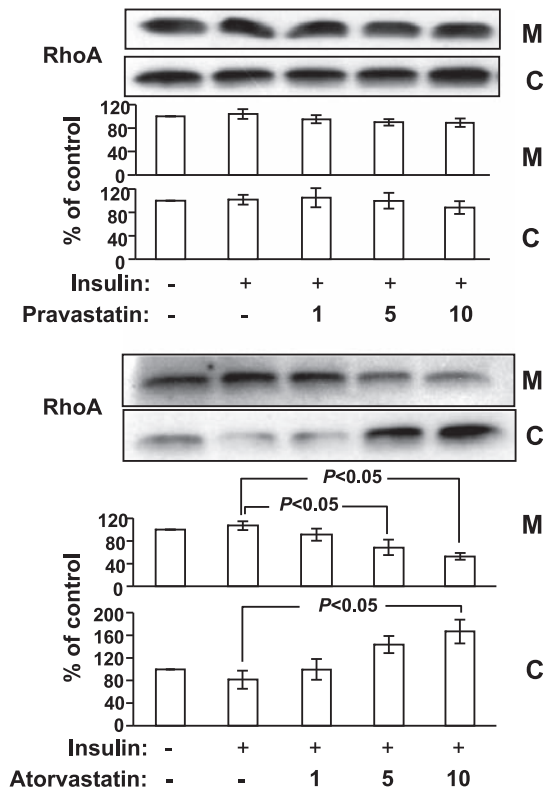 M
RhoA
C
120
80 M
40
0
% of control
120
80
40 C
0
Insulin: - + + + +
Pravastatin: - - 1 5 10
M
RhoA
C
P<0.05
P<0.05
120 M
80
40
0
% of control
200 P<0.05
160
120
80 C
40
0
Insulin: - + + + +
Atorvastatin: - - 1 5 10